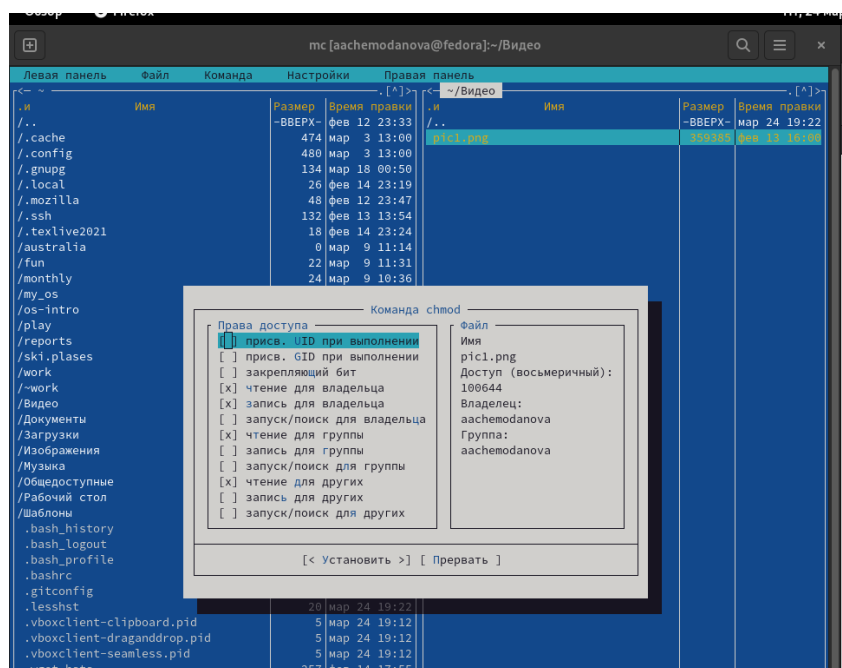 Обзор Firefox Пт, 24 мар
mc [aachemodanova@fedora]:~/Видео
Левая панель Файл Команда Настройки Правая панель
<— ~ .[^]> <— ~/Видео .[^]>
.и Имя Размер Время правки .и Имя Размер Время правки
/.. -ВВЕРХ- фев 12 23:33 /.. -ВВЕРХ- мар 24 19:22
/.cache 474 мар 3 13:00 pic1.png 359385 фев 13 16:00
/.config 480 мар 3 13:00
/.gnupg 134 мар 18 00:50
/.local 26 фев 14 23:19
/.mozilla 48 фев 12 23:47
/.ssh 132 фев 13 13:54
/.texlive2021 18 фев 14 23:24
/australia 0 мар 9 11:14
/fun 22 мар 9 11:31
/monthly 24 мар 9 10:36
/my_os
/os-intro
/play
/reports
/ski.plases
/work
/~work
/Видео
/Документы
/Загрузки
/Изображения
/Музыка
/Общедоступные
/Рабочий стол
/Шаблоны
.bash_history
.bash_logout
.bash_profile
.bashrc
.gitconfig
.lesshst 20 мар 24 19:22
.vboxclient-clipboard.pid 5 мар 24 19:12
.vboxclient-draganddrop.pid 5 мар 24 19:12
.vboxclient-seamless.pid 5 мар 24 19:12
Команда chmod
Права доступа
[ ] присв. UID при выполнении
[ ] присв. GID при выполнении
[ ] закрепляющий бит
[x] чтение для владельца
[x] запись для владельца
[ ] запуск/поиск для владельца
[x] чтение для группы
[ ] запись для группы
[ ] запуск/поиск для группы
[x] чтение для других
[ ] запись для других
[ ] запуск/поиск для других
Файл
Имя
pic1.png
Доступ (восьмеричный):
100644
Владелец:
aachemodanova
Группа:
aachemodanova
[< Установить >] [ Прервать ]